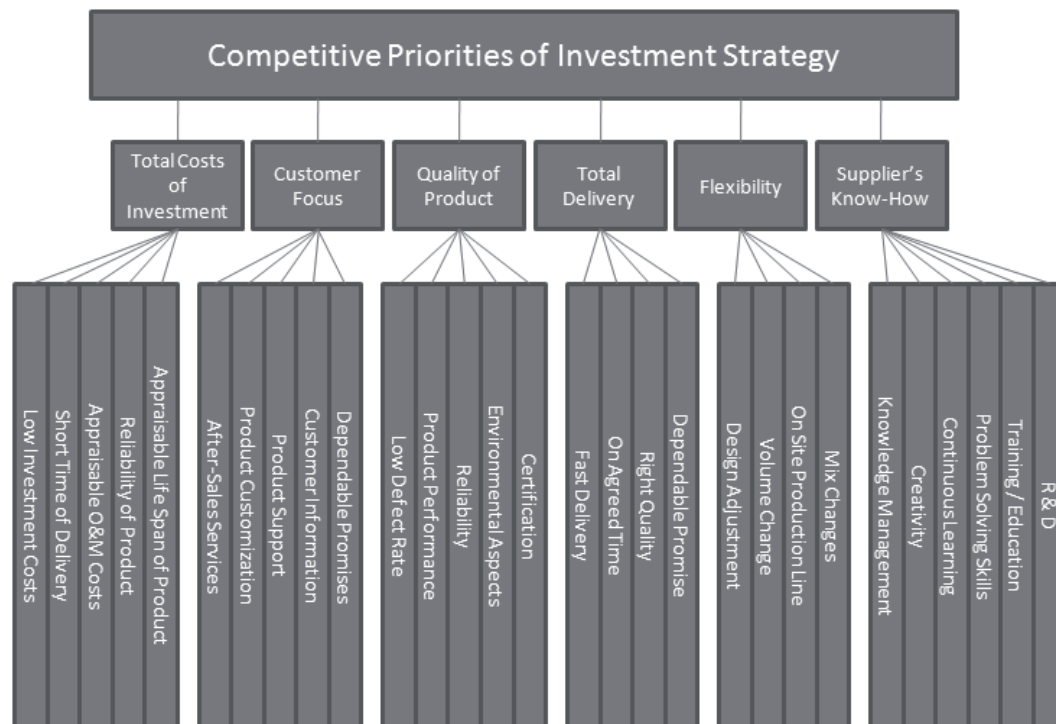 Competitive Priorities of Investment Strategy
Total Costs
of
Investment
Customer
Focus
Quality of
Product
Total
Delivery
Flexibility
Supplier's
Know-How
Low Investment Costs
Short Time of Delivery
Appraisable O&M Costs
Reliability of Product
Appraisable Life Span of Product
After-Sales Services
Product Customization
Product Support
Customer Information
Dependable Promises
Low Defect Rate
Product Performance
Reliability
Environmental Aspects
Certification
Fast Delivery
On Agreed Time
Right Quality
Dependable Promise
Design Adjustment
Volume Change
On Site Production Line
Mix Changes
Knowledge Management
Creativity
Continuous Learning
Problem Solving Skills
Training / Education
R & D